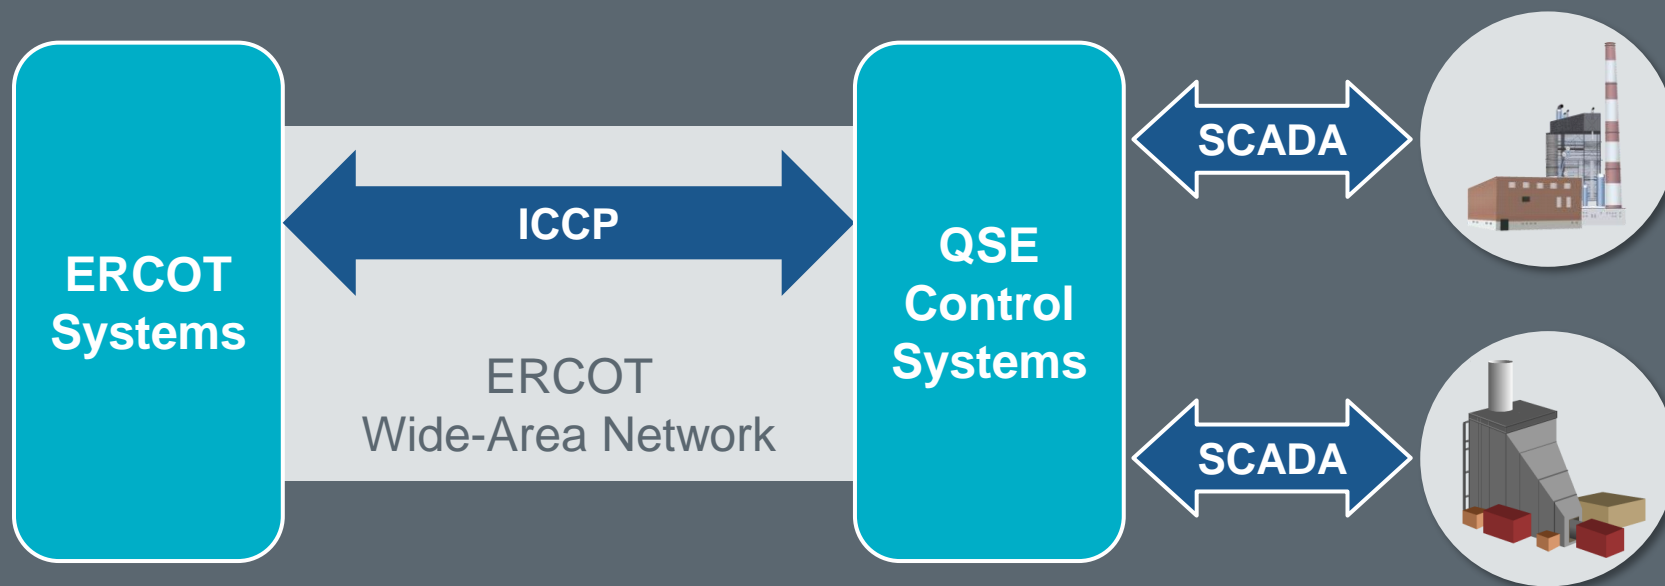 ERCOT
Systems
ICCP
ERCOT
Wide-Area Network
QSE
Control
Systems
SCADA
SCADA